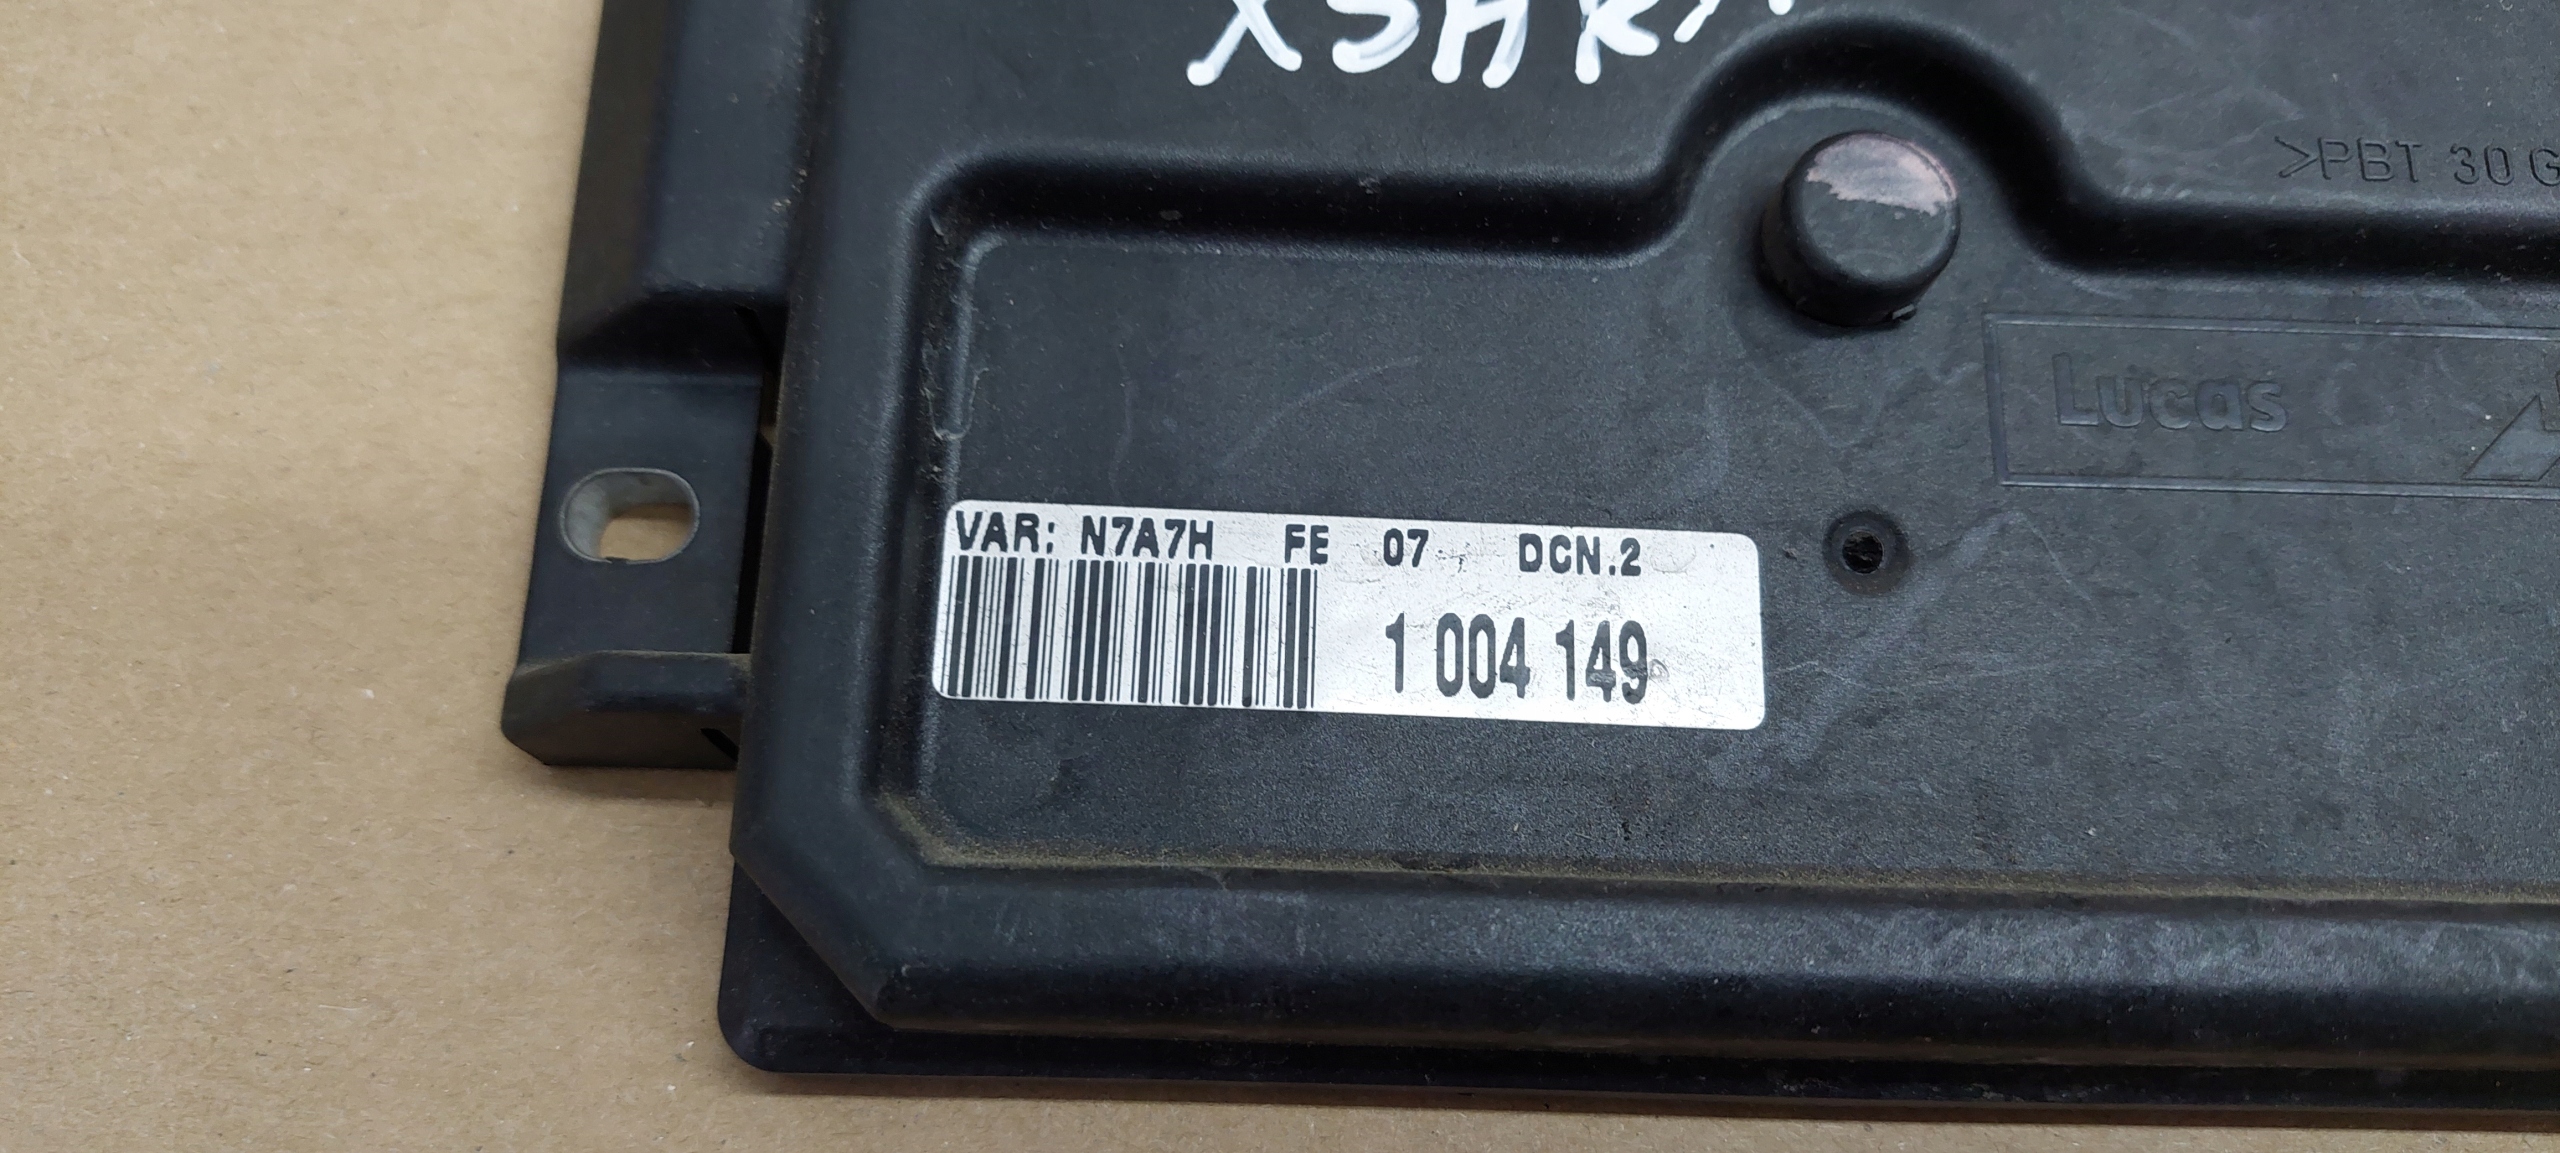 XSARA
>PBT 30 G
Lucas
VAR: N7A7H FE 07 DCN.2
1 004 149